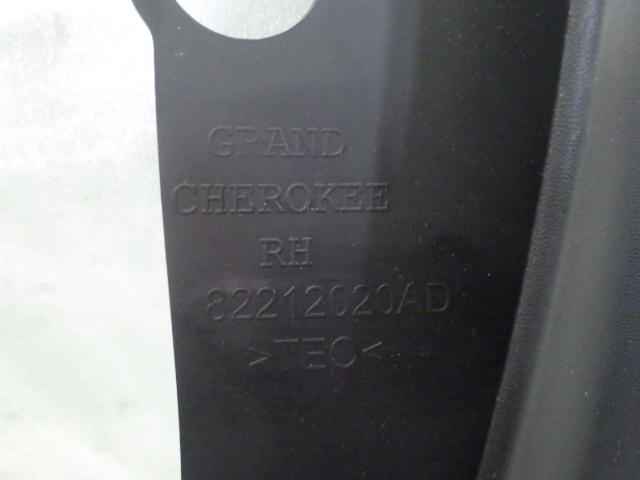 GRAND
CHEROKEE
RH
82212020AD
>TEO<